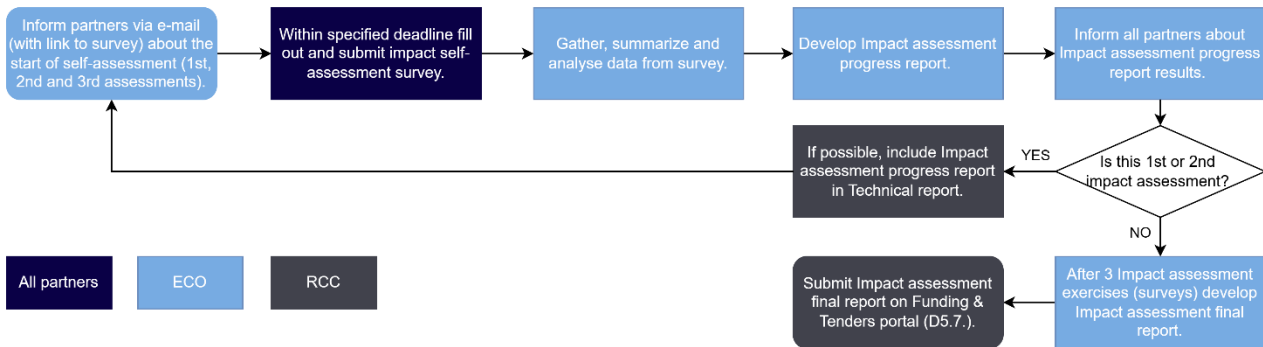 Inform partners via e-mail
(with link to survey) about the
start of self-assessment (1st,
2nd and 3rd assessments).
Within specified deadline fill
out and submit impact self-
assessment survey.
Gather, summarize and
analyse data from survey.
Develop Impact assessment
progress report.
Inform all partners about
Impact assessment progress
report results.
If possible, include Impact
assessment progress report
in Technical report.
YES
Is this 1st or 2nd
impact assessment?
NO
All partners
ECO
RCC
Submit Impact assessment
final report on Funding &
Tenders portal (D5.7.).
After 3 Impact assessment
exercises (surveys) develop
Impact assessment final
report.